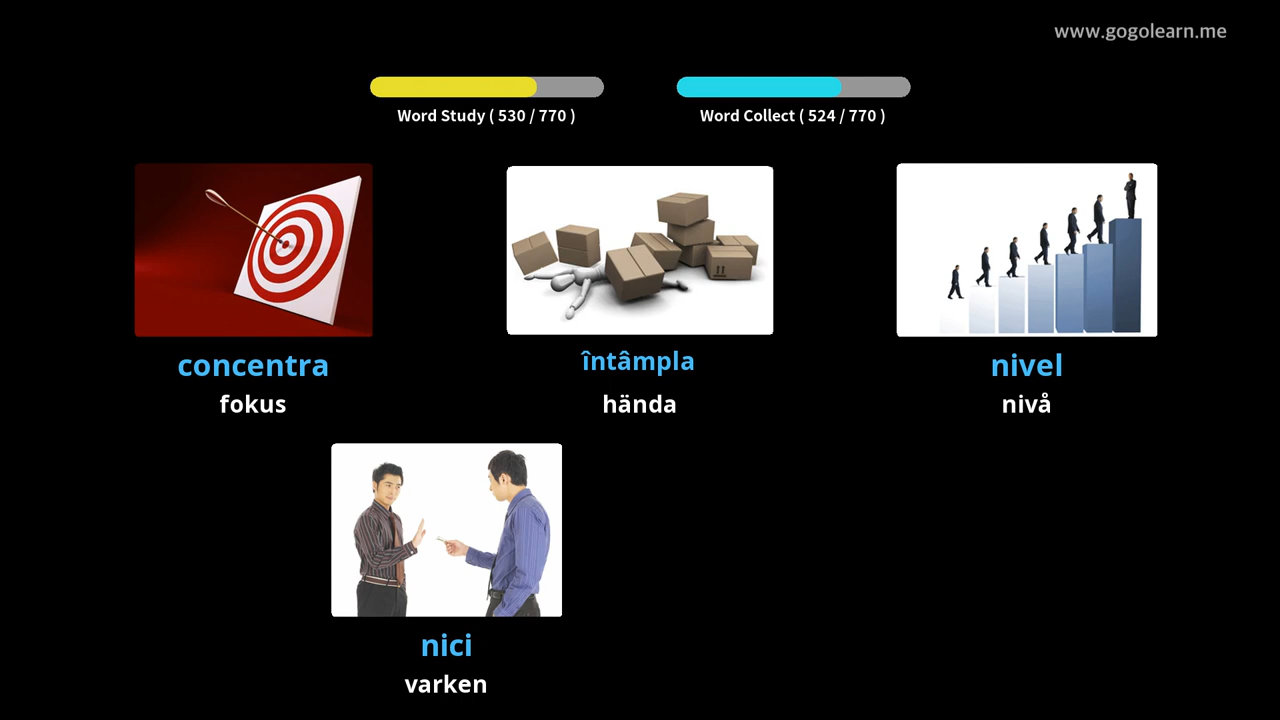 www.gogolearn.me
Word Study ( 530 / 770 )
Word Collect ( 524 / 770 )
concentra
fokus
întâmpla
hända
nivel
nivå
nici
varken